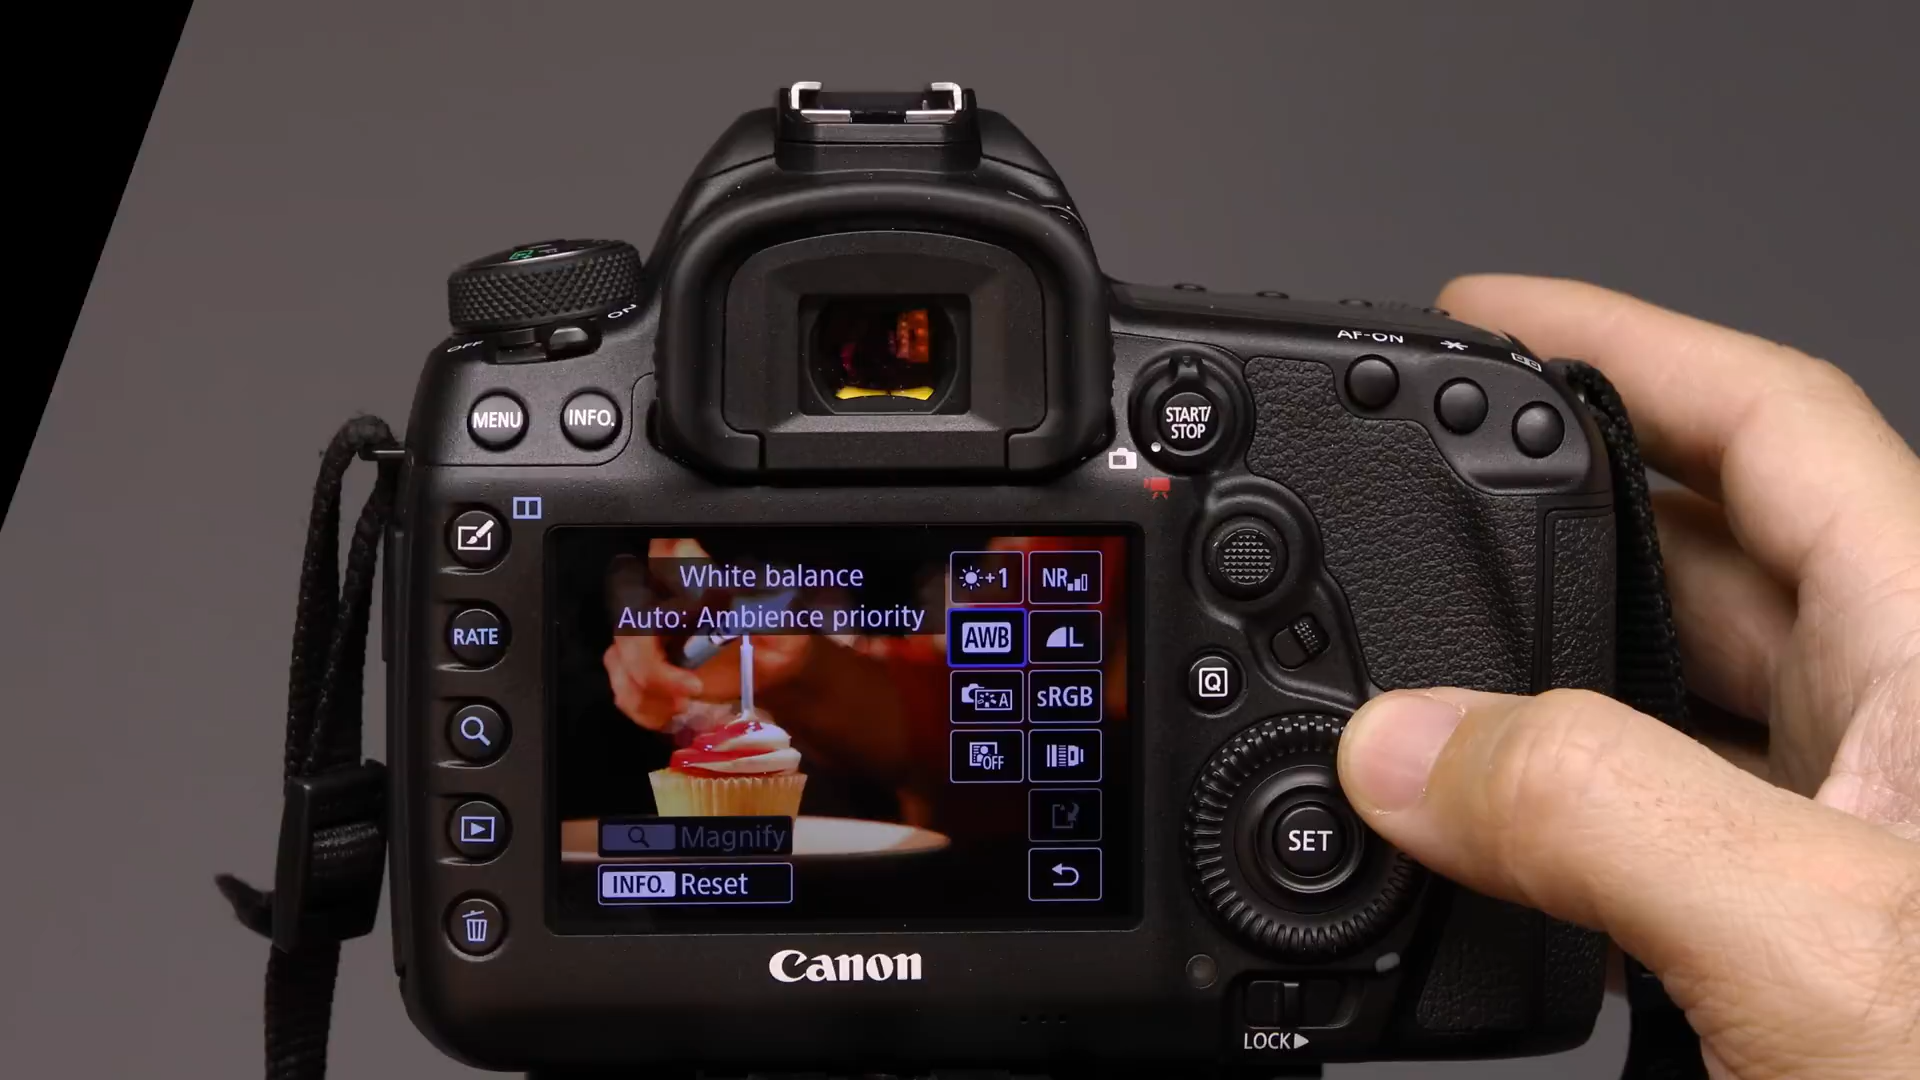 ON
OFF
MENU
INFO.
START/
STOP
AF-ON
RATE
White balance
Auto: Ambience priority
+1
NR
AWB
L
A
sRGB
OFF
Magnify
INFO. Reset
Q
SET
Canon
LOCK